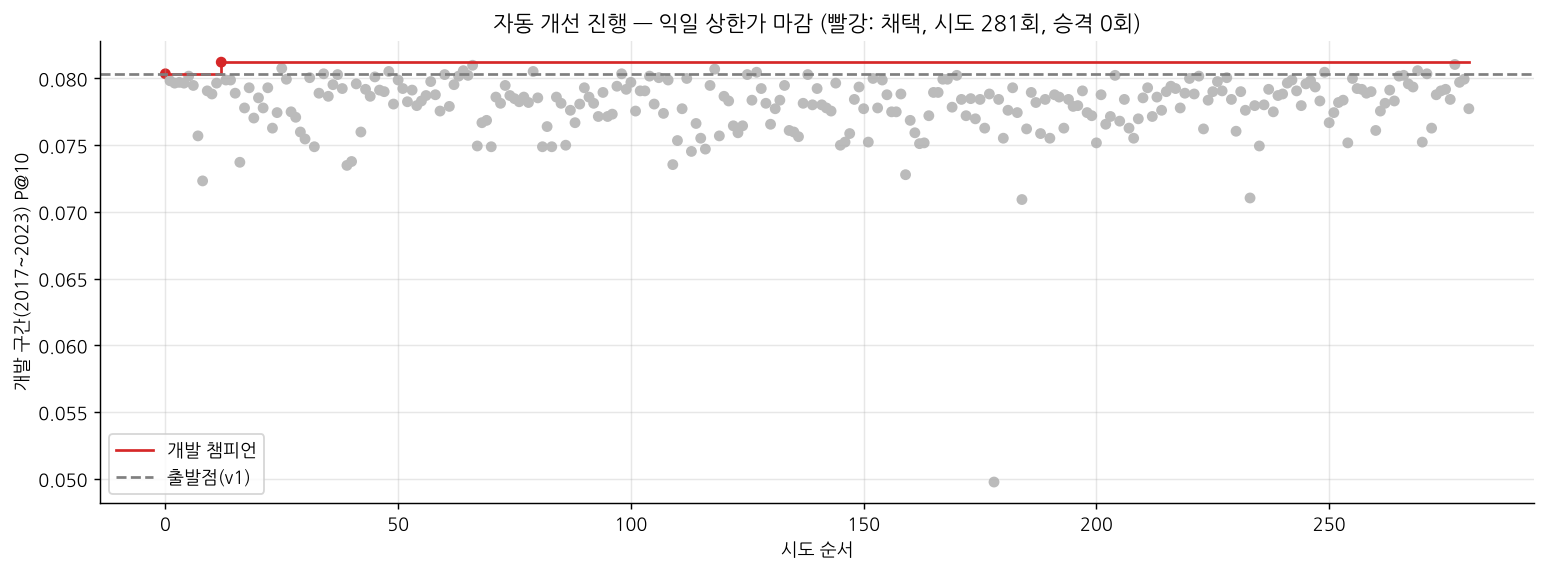 자동 개선 진행 — 익일 상한가 마감 (빨강: 채택, 시도 281회, 승격 0회)
개발 구간(2017~2023) P@10
0.080
0.075
0.070
0.065
0.060
0.055
0.050
개발 챔피언
출발점(v1)
0
50
100
150
200
250
시도 순서